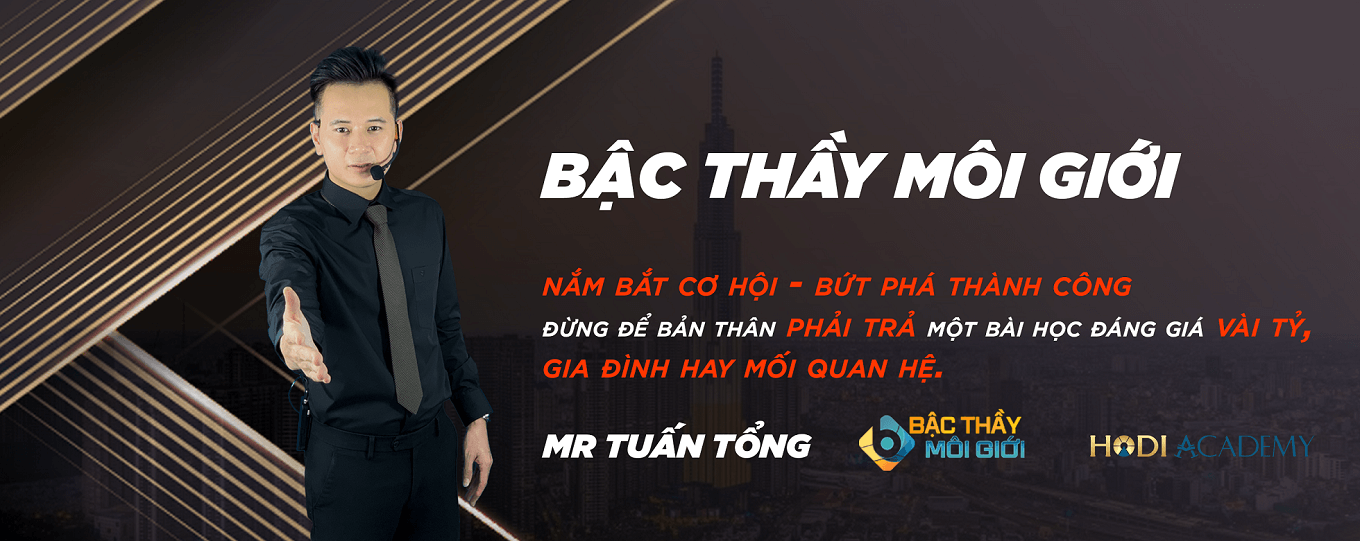 BẬC THẦY MÔI GIỚI
NẮM BẮT CƠ HỘI - BỨT PHÁ THÀNH CÔNG
ĐỪNG ĐỂ BẢN THÂN PHẢI TRẢ MỘT BÀI HỌC ĐÁNG GIÁ VÀI TỶ,
GIA ĐÌNH HAY MỐI QUAN HỆ.
MR TUẤN TỔNG
BẬC THẦY
MÔI GIỚI
HODI ACADEMY